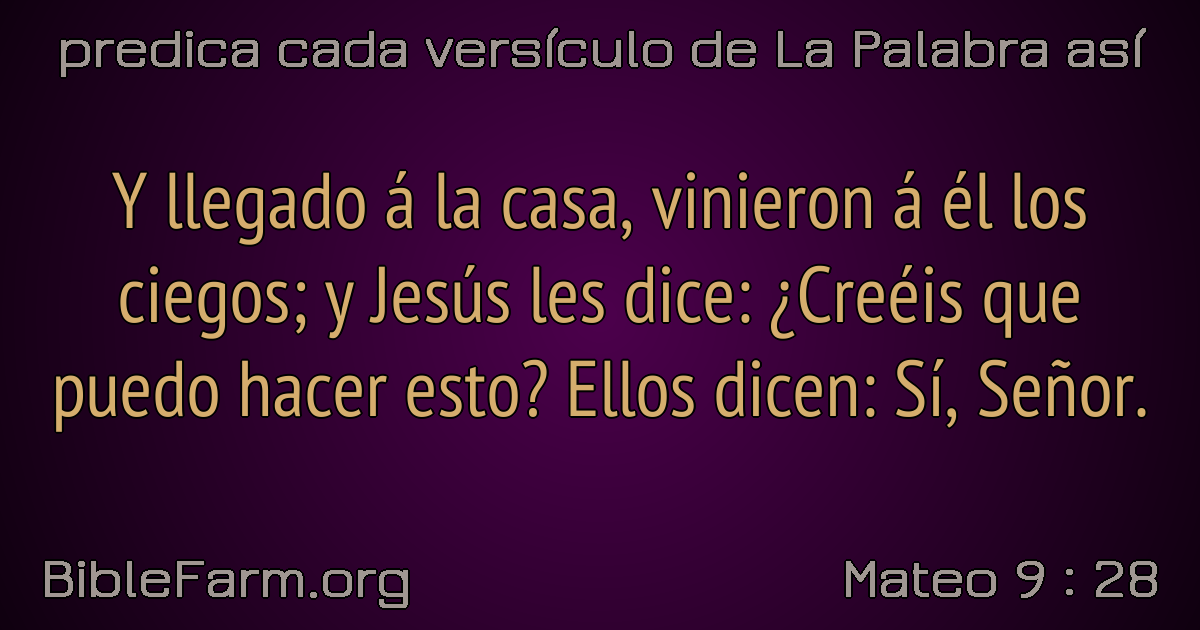 predica cada versículo de La Palabra así
Y llegado á la casa, vinieron á él los
ciegos; y Jesús les dice: ¿Creéis que
puedo hacer esto? Ellos dicen: Sí, Señor.
BibleFarm.org
Mateo 9 : 28